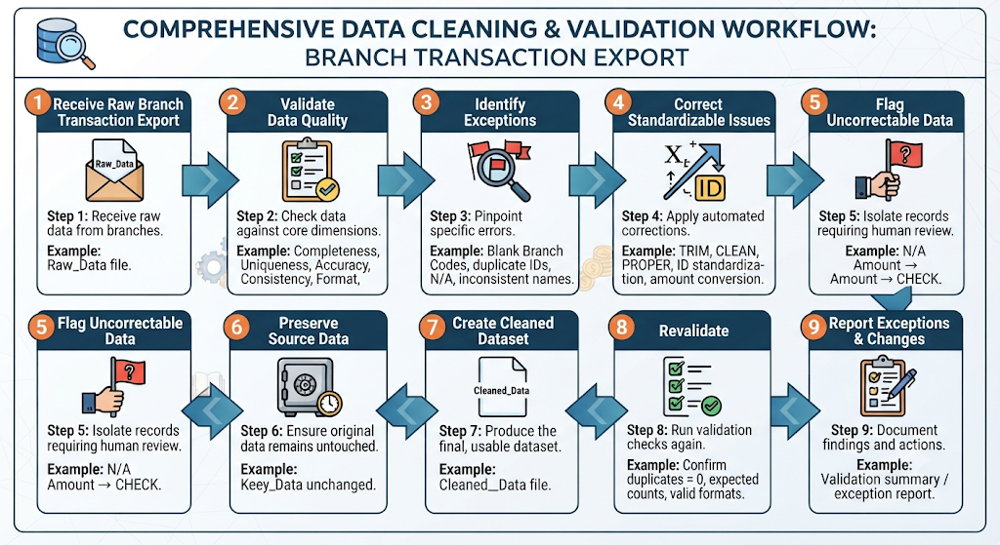 COMPREHENSIVE DATA CLEANING & VALIDATION WORKFLOW:
BRANCH TRANSACTION EXPORT
1
Receive Raw Branch
Transaction Export
Raw_Data
Step 1: Receive raw
data from branches.
Example:
Raw_Data file.
2
Validate
Data Quality
Step 2: Check data
against core dimensions.
Example: Completeness,
Uniqueness, Accuracy,
Consistency, Format,
3
Identify
Exceptions
Step 3: Pinpoint
specific errors.
Example: Blank Branch
Codes, duplicate IDs,
N/A, inconsistent names.
4
Correct
Standardizable Issues
ID
Step 4: Apply automated
corrections.
Example: TRIM, CLEAN,
PROPER, ID standardiza-
tion, amount conversion.
5
Flag
Uncorrectable Data
?
Step 5: Isolate records
requiring human review.
Example: N/A
Amount →
Amount → CHECK.
5
Flag Uncorrectable
Data
?
Step 5: Isolate records
requiring human review.
Example: N/A
Amount → CHECK.
6
Preserve
Source Data
Step 6: Ensure original
data remains untouched.
Example:
Keey_Data unchanged.
7
Create Cleaned
Dataset
Cleaned_Data
Step 7: Produce the
final, usable dataset.
Example:
Cleaned__Data file.
8
Revalidate
Step 8: Run validation
checks again.
Example: Confirm
duplicates = 0, expected
counts, valid formats.
9
Report Exceptions
& Changes
Step 9: Document
findings and actions.
Example:
Validation summary /
exception report.